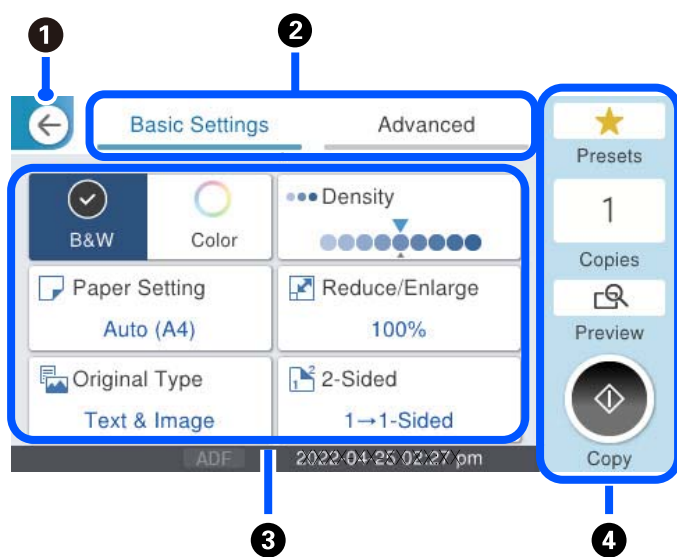 1
2
Basic Settings
Advanced
Presets
1
Copies
Preview
Copy
B&W
Color
Density
Paper Setting
Auto (A4)
Reduce/Enlarge
100%
Original Type
Text & Image
2-Sided
1→1-Sided
ADF
2022-04-25 02:27 pm
3
4